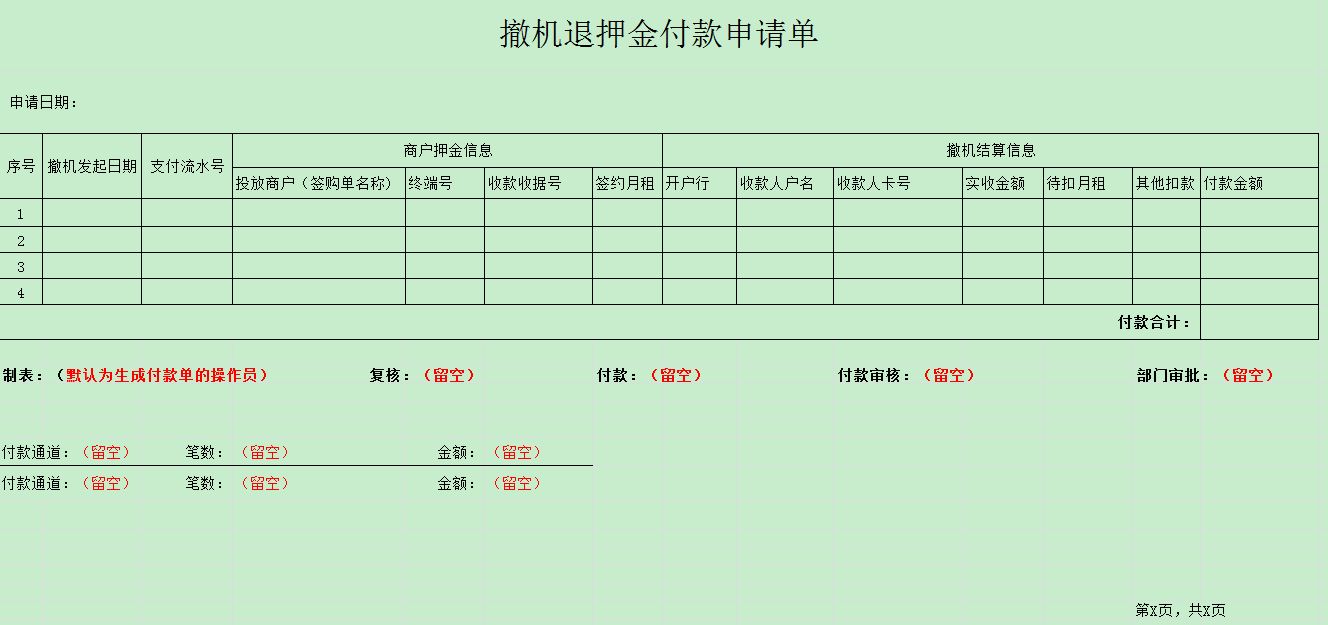 撤机退押金付款申请单
申请日期：
序号 撤机发起日期 支付流水号 商户押金信息 撤机结算信息
投放商户（签购单名称） 终端号 收款收据号 签约月租 开户行 收款人户名 收款人卡号 实收金额 待扣月租 其他扣款 付款金额
1
2
3
4
付款合计：
制表：（默认为生成付款单的操作员） 复核：（留空） 付款：（留空） 付款审核：（留空） 部门审批：（留空）
付款通道：（留空） 笔数：（留空） 金额：（留空）
付款通道：（留空） 笔数：（留空） 金额：（留空）
第X页，共X页